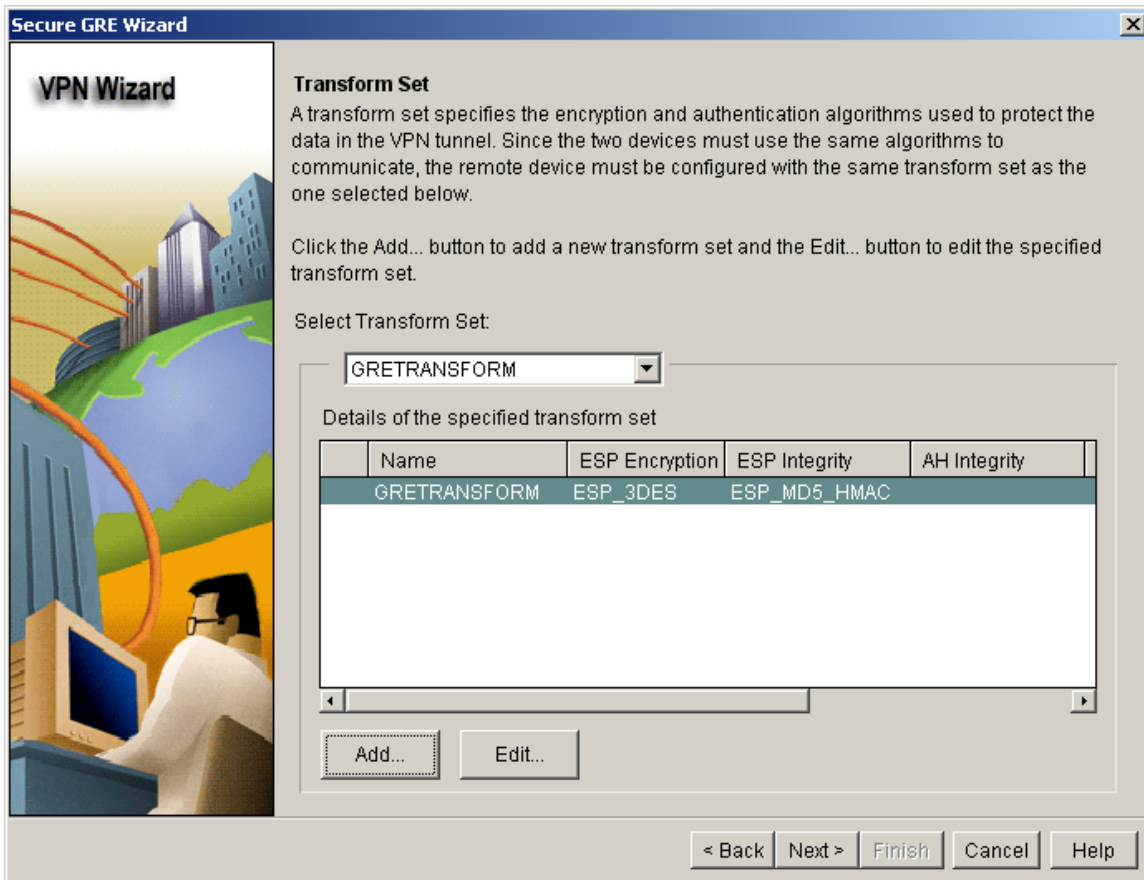 Secure GRE Wizard
VPN Wizard
Transform Set
A transform set specifies the encryption and authentication algorithms used to protect the
data in the VPN tunnel. Since the two devices must use the same algorithms to
communicate, the remote device must be configured with the same transform set as the
one selected below.
Click the Add... button to add a new transform set and the Edit... button to edit the specified
transform set.
Select Transform Set:
GRETRANSFORM
Details of the specified transform set
Name ESP Encryption ESP Integrity AH Integrity
GRETRANSFORM ESP_3DES ESP_MD5_HMAC
Add... Edit...
< Back Next > Finish Cancel Help